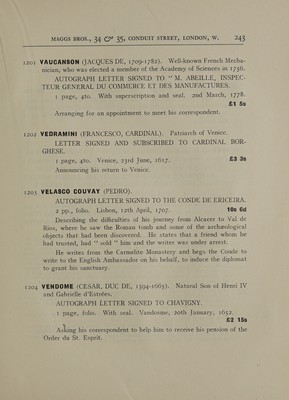 MAGGS BROS., 34 & 35, CONDUIT STREET, LONDON, W. 243
1201 VAUCANSON (JACQUES DE, 1709-1782). Well-known French Mecha-
nician, who was elected a member of the Academy of Sciences in 1756.
AUTOGRAPH LETTER SIGNED TO "M. ABEILLE, INSPEC-
TEUR GENERAL DU COMMERCE ET DES MANUFACTURES.
1 page, 4to. With superscription and seal. 2nd March, 1778.
£1 5s
Arranging for an appointment to meet his correspondent.
1202 VEDRAMINI (FRANCESCO, CARDINAL). Patriarch of Venice.
LETTER SIGNED AND SUBSCRIBED TO CARDINAL BOR-
GHESE.
1 page, 4to. Venice, 23rd June, 1617. £3 3s
Announcing his return to Venice.
1203 VELASCO COUVAY (PEDRO).
AUTOGRAPH LETTER SIGNED TO THE CONDE DE ERICEIRA.
2 pp., folio. Lisbon, 12th April, 1707. 10s 6d
Describing the difficulties of his journey from Alcacer to Val de
Rios, where he saw the Roman tomb and some of the archæological
objects that had been discovered. He states that a friend whom he
had trusted, had "sold" him and the writer was under arrest.
He writes from the Carmelite Monastery and begs the Conde to
write to the English Ambassador on his behalf, to induce the diplomat
to grant his sanctuary.
1204 VENDOME (CESAR, DUC DE, 1594-1665). Natural Son of Henri IV
and Gabrielle d'Estrées.
AUTOGRAPH LETTER SIGNED TO CHAVIGNY.
1 page, folio. With seal. Vandosme, 20th January, 1652.
£2 15s
Asking his correspondent to help him to receive his pension of the
Order du St. Esprit.